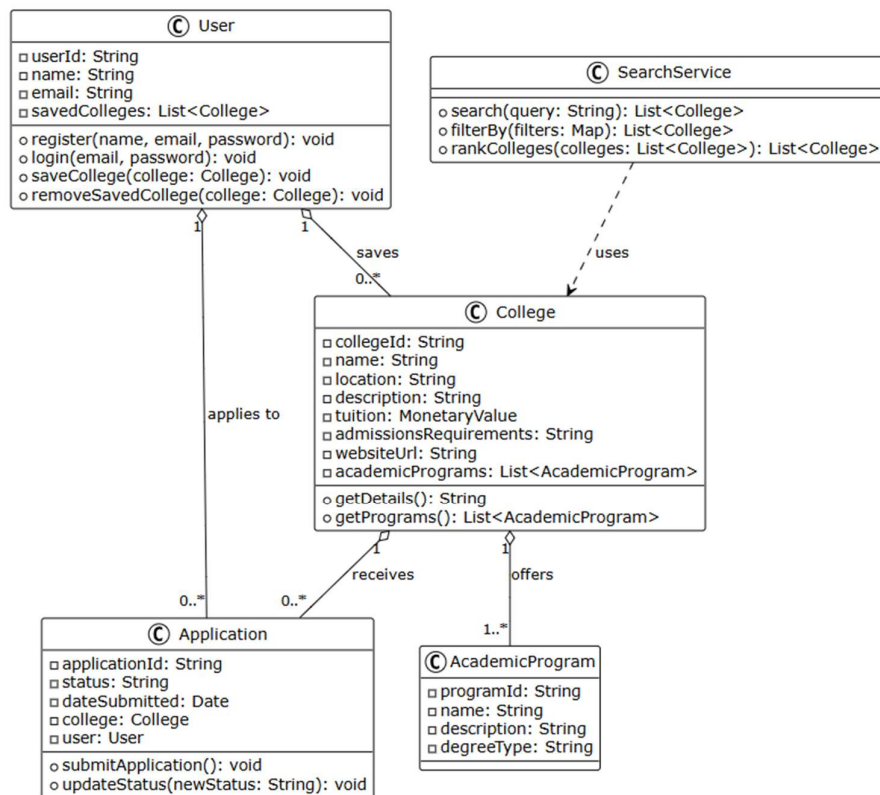 C User
userId: String
name: String
email: String
savedColleges: List<College>
register(name, email, password): void
login(email, password): void
saveCollege(college: College): void
removeSavedCollege(college: College): void
C SearchService
search(query: String): List<College>
filterBy(filters: Map): List<College>
rankColleges(colleges: List<College>): List<College>
1
1
saves
0..*
uses
C College
collegeId: String
name: String
location: String
description: String
tuition: MonetaryValue
admissionsRequirements: String
websiteUrl: String
academicPrograms: List<AcademicProgram>
getDetails(): String
getPrograms(): List<AcademicProgram>
applies to
1
1
receives
offers
0..*
0..*
1..*
C Application
applicationId: String
status: String
dateSubmitted: Date
college: College
user: User
submitApplication(): void
updateStatus(newStatus: String): void
C AcademicProgram
programId: String
name: String
description: String
degreeType: String